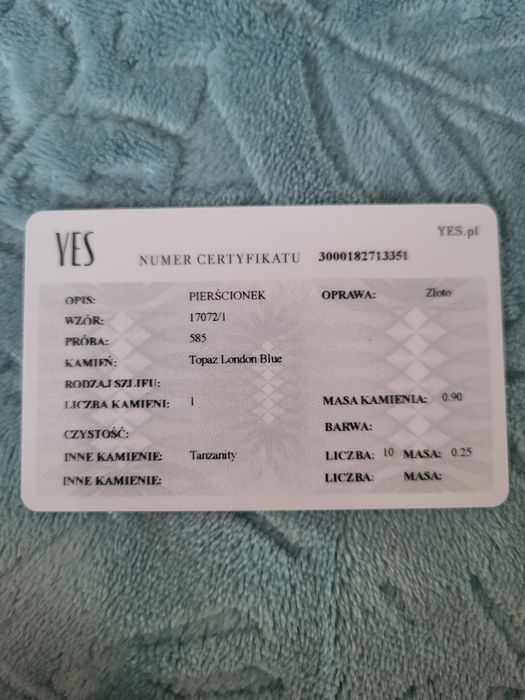 YES
YES.pl
NUMER CERTYFIKATU 3000182713351
OPIS: PIERŚCIONEK OPRAWA: Złoto
WZÓR: 17072/1
PRÓBA: 585
KAMIEŃ: Topaz London Blue
RODZAJ SZLIFU:
LICZBA KAMIENI: 1 MASA KAMIENIA: 0.90
CZYSTOŚĆ: BARWA:
INNE KAMIENIE: Tanzanity LICZBA: 10 MASA: 0.25
INNE KAMIENIE: LICZBA: MASA: